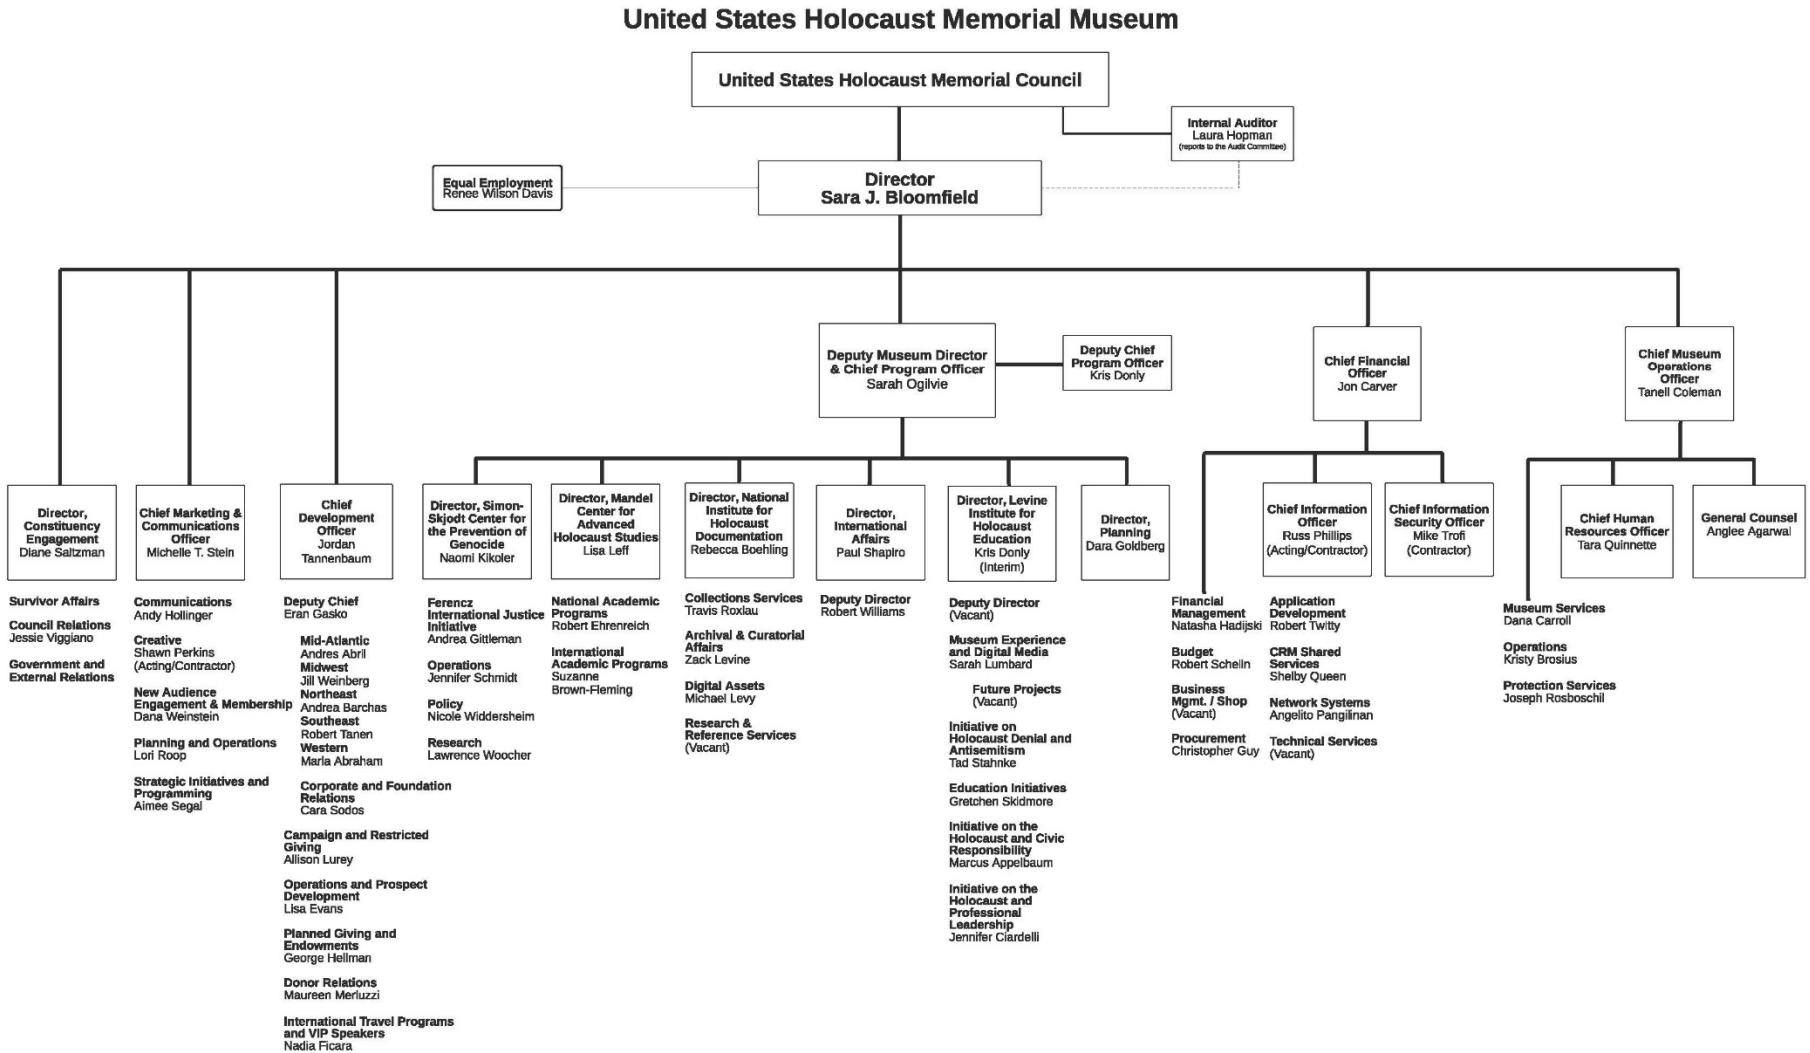 United States Holocaust Memorial Museum
United States Holocaust Memorial Council
Internal Auditor
Laura Hopman
(reports to the Audit Committee)
Equal Employment
Renee Wilson Davis
Director
Sara J. Bloomfield
Deputy Museum Director
& Chief Program Officer
Sarah Ogilvie
Deputy Chief
Program Officer
Kris Donly
Chief Financial
Officer
Jon Carver
Chief Museum
Operations
Officer
Tanell Coleman
Director,
Constituency
Engagement
Diane Saltzman
Survivor Affairs
Council Relations
Jessie Viggiano
Government and
External Relations
Chief Marketing &
Communications
Officer
Michelle T. Stein
Communications
Andy Hollinger
Creative
Shawn Perkins
(Acting/Contractor)
New Audience
Engagement & Membership
Dana Weinstein
Planning and Operations
Lori Roop
Strategic Initiatives and
Programming
Aimee Segal
Chief
Development
Officer
Jordan
Tannenbaum
Deputy Chief
Eran Gasko
Mid-Atlantic
Andres Abril
Midwest
Jill Weinberg
Northeast
Andrea Barchas
Southeast
Robert Tanen
Western
Marla Abraham
Corporate and Foundation
Relations
Cara Sodos
Campaign and Restricted
Giving
Allison Lurey
Operations and Prospect
Development
Lisa Evans
Planned Giving and
Endowments
George Hellman
Donor Relations
Maureen Merluzzi
International Travel Programs
and VIP Speakers
Nadia Ficara
Director, Simon-
Skjodt Center for
the Prevention of
Genocide
Naomi Kikoler
Ferencz
International Justice
Initiative
Andrea Gittleman
Operations
Jennifer Schmidt
Policy
Nicole Widdersheim
Research
Lawrence Woocher
Director, Mandel
Center for
Advanced
Holocaust Studies
Lisa Leff
National Academic
Programs
Robert Ehrenreich
International
Academic Programs
Suzanne
Brown-Fleming
Director, National
Institute for
Holocaust
Documentation
Rebecca Boehling
Collections Services
Travis Roxlau
Archival & Curatorial
Affairs
Zack Levine
Digital Assets
Michael Levy
Research &
Reference Services
(Vacant)
Director,
International
Affairs
Paul Shapiro
Deputy Director
Robert Williams
Director, Levine
Institute for
Holocaust
Education
Kris Donly
(Interim)
Deputy Director
(Vacant)
Museum Experience
and Digital Media
Sarah Lumbard
Future Projects
(Vacant)
Initiative on
Holocaust Denial and
Antisemitism
Tad Stahnke
Education Initiatives
Gretchen Skidmore
Initiative on the
Holocaust and Civic
Responsibility
Marcus Appelbaum
Initiative on the
Holocaust and
Professional
Leadership
Jennifer Ciardelli
Director,
Planning
Dara Goldberg
Financial
Management
Natasha Hadijski
Budget
Robert Schelin
Business
Mgmt. / Shop
(Vacant)
Procurement
Christopher Guy
Chief Information
Officer
Russ Phillips
(Acting/Contractor)
Application
Development
Robert Twitty
CRM Shared
Services
Shelby Queen
Network Systems
Angelito Pangilinan
Technical Services
(Vacant)
Chief Information
Security Officer
Mike Trofi
(Contractor)
Museum Services
Dana Carroll
Operations
Kristy Brosius
Protection Services
Joseph Rosboschil
Chief Human
Resources Officer
Tara Quinnette
General Counsel
Anglee Agarwal